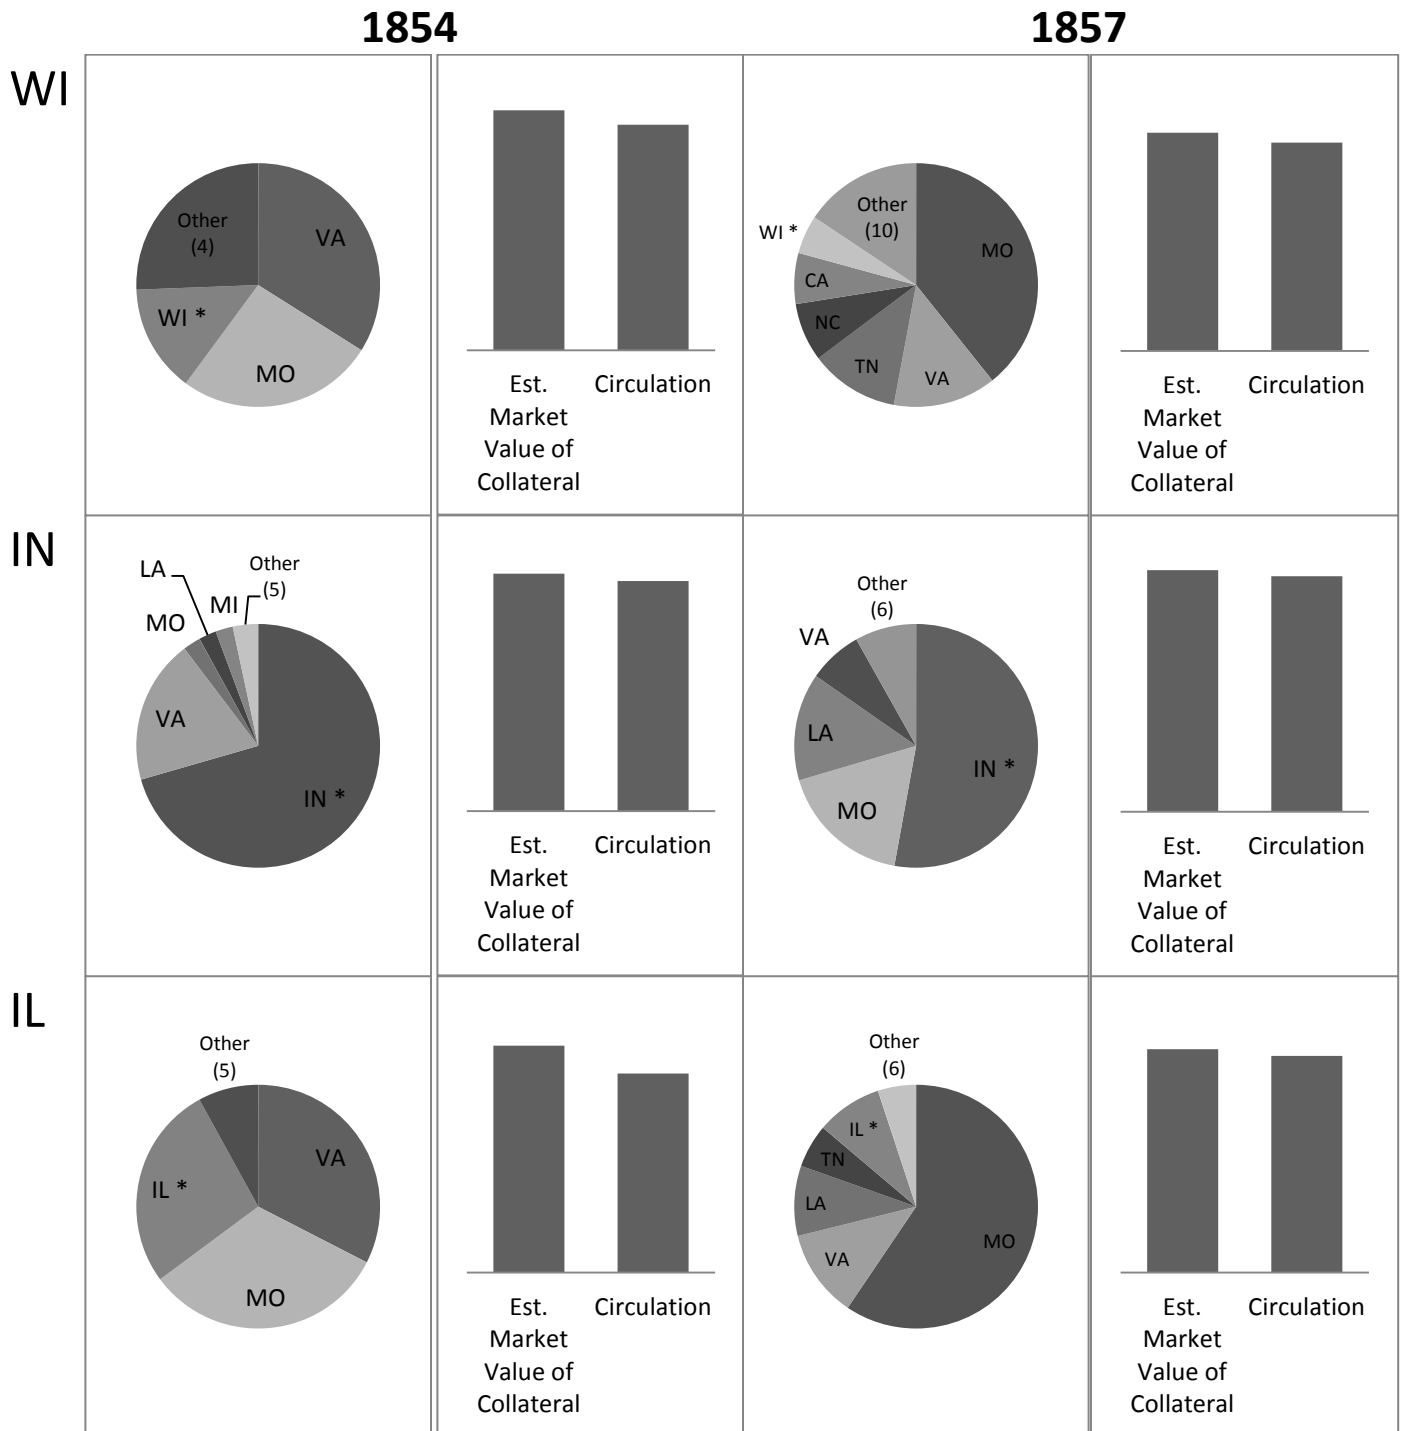 1854
1857
WI
Other
(4)
VA
WI *
MO
Est.
Market
Value of
Collateral
Circulation
Other
(10)
WI *
MO
CA
NC
TN
VA
Est.
Market
Value of
Collateral
Circulation
IN
LA
Other
(5)
MI
MO
VA
IN *
Est.
Market
Value of
Collateral
Circulation
Other
(6)
VA
LA
IN *
MO
Est.
Market
Value of
Collateral
Circulation
IL
Other
(5)
VA
IL *
MO
Est.
Market
Value of
Collateral
Circulation
Other
(6)
IL *
TN
LA
MO
VA
Est.
Market
Value of
Collateral
Circulation